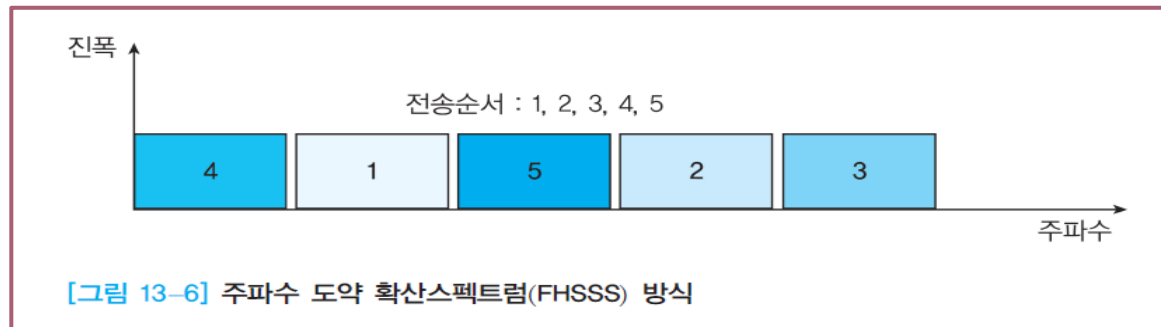 진폭
전송순서 : 1, 2, 3, 4, 5
4 1 5 2 3
주파수
[그림 13-6] 주파수 도약 확산스펙트럼(FHSSS) 방식